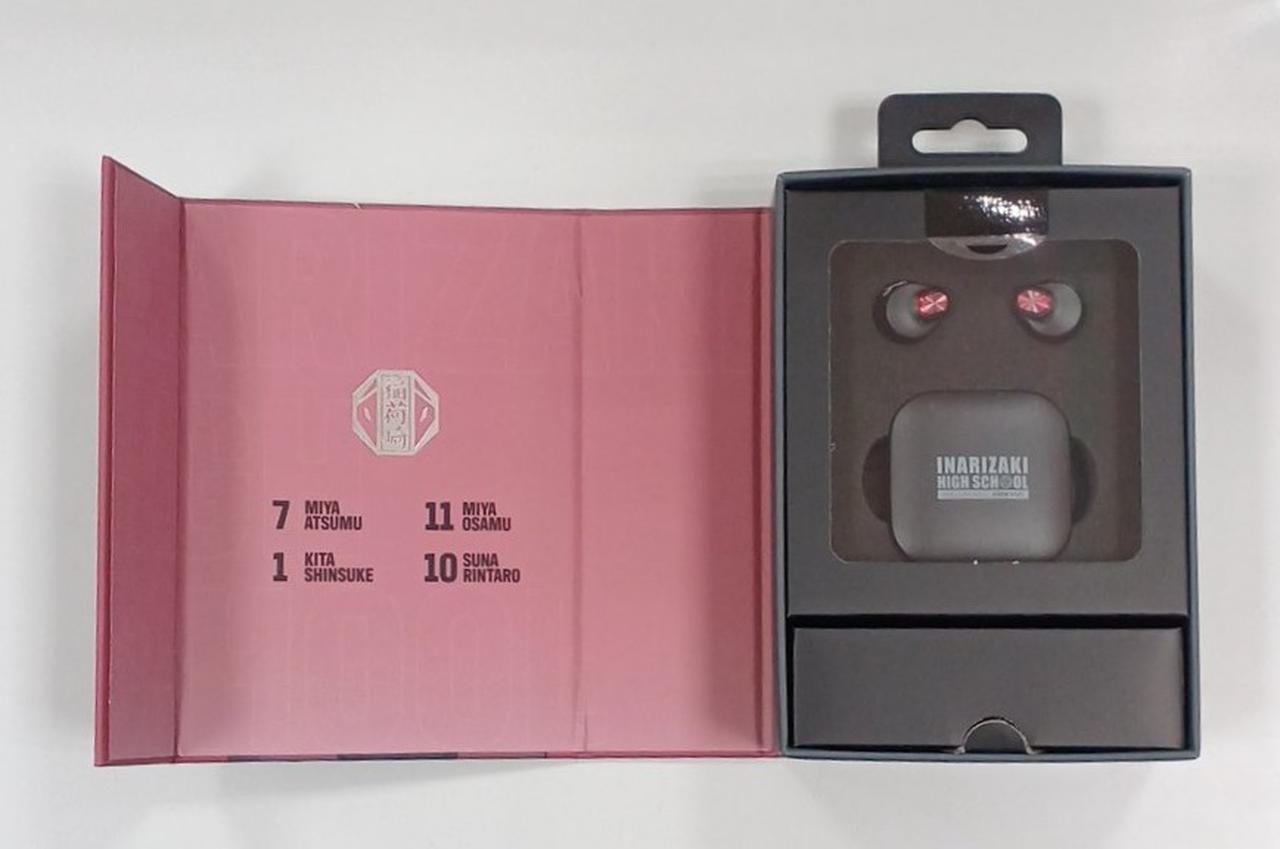 稲荷崎
7 MIYA ATSUMU
11 MIYA OSAMU
1 KITA SHINSUKE
10 SUNA RINTARO
INARIZAKI
HIGH SCHOOL